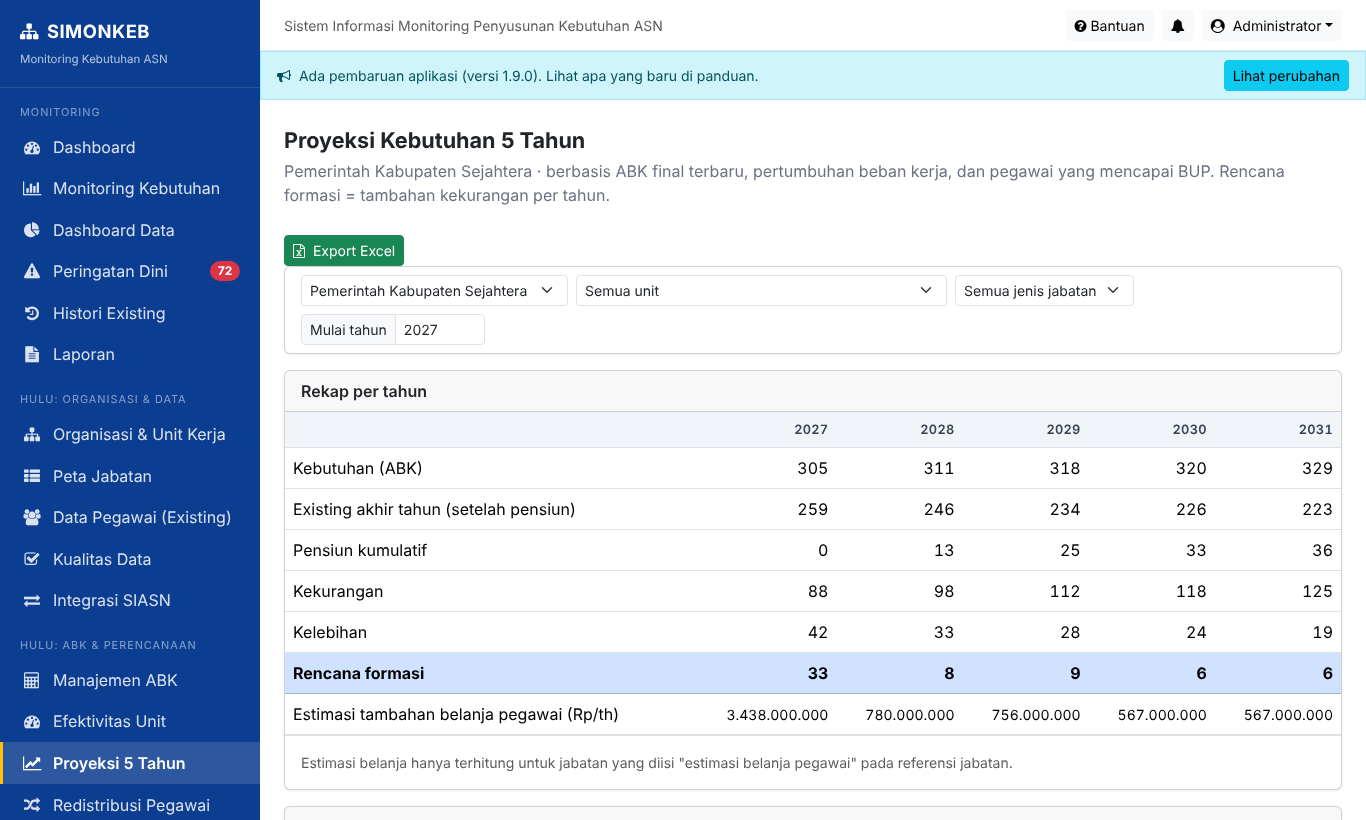 SIMONKEB
Monitoring Kebutuhan ASN
MONITORING
Dashboard
Monitoring Kebutuhan
Dashboard Data
Peringatan Dini 72
Histori Existing
Laporan
HULU: ORGANISASI & DATA
Organisasi & Unit Kerja
Peta Jabatan
Data Pegawai (Existing)
Kualitas Data
Integrasi SIASN
HULU: ABK & PERENCANAAN
Manajemen ABK
Efektivitas Unit
Proyeksi 5 Tahun
Redistribusi Pegawai
Sistem Informasi Monitoring Penyusunan Kebutuhan ASN Bantuan Administrator
Ada pembaruan aplikasi (versi 1.9.0). Lihat apa yang baru di panduan. Lihat perubahan
Proyeksi Kebutuhan 5 Tahun
Pemerintah Kabupaten Sejahtera · berbasis ABK final terbaru, pertumbuhan beban kerja, dan pegawai yang mencapai BUP. Rencana
formasi = tambahan kekurangan per tahun.
Export Excel
Pemerintah Kabupaten Sejahtera Semua unit Semua jenis jabatan
Mulai tahun 2027
Rekap per tahun
2027 2028 2029 2030 2031
Kebutuhan (ABK) 305 311 318 320 329
Existing akhir tahun (setelah pensiun) 259 246 234 226 223
Pensiun kumulatif 0 13 25 33 36
Kekurangan 88 98 112 118 125
Kelebihan 42 33 28 24 19
Rencana formasi 33 8 9 6 6
Estimasi tambahan belanja pegawai (Rp/th) 3.438.000.000 780.000.000 756.000.000 567.000.000 567.000.000
Estimasi belanja hanya terhitung untuk jabatan yang diisi "estimasi belanja pegawai" pada referensi jabatan.